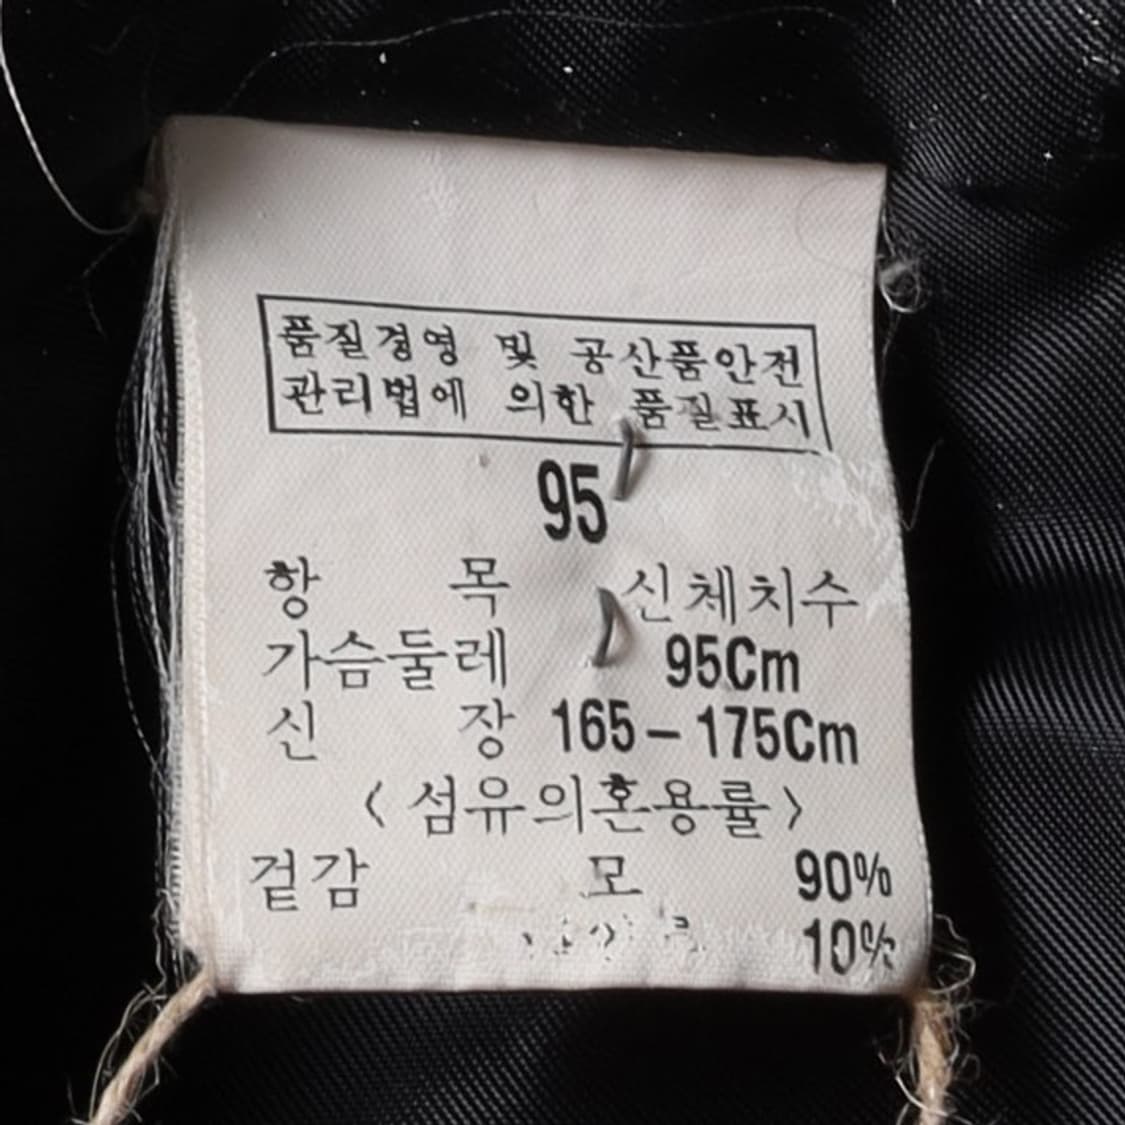 품질경영 및 공산품안전
관리법에 의한 품질표시
95
항 목 신체치수
가슴둘레 95Cm
신 장 165-175Cm
<섬유의혼용률>
겉감 모 90%
10%